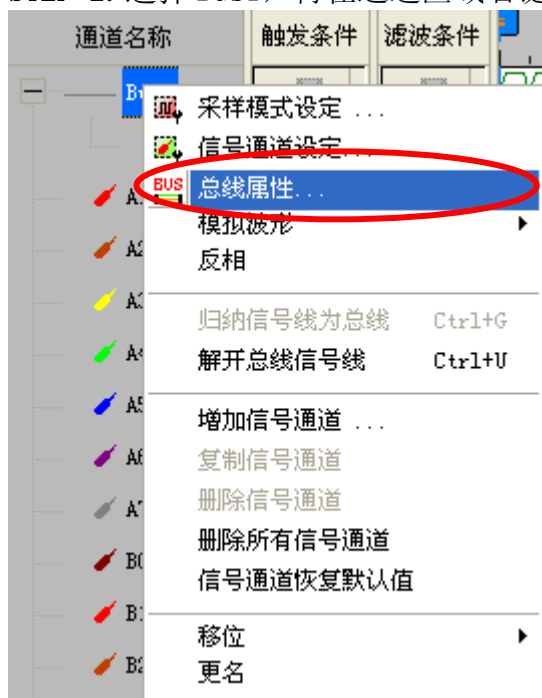 通道名称 触发条件 滤波条件
采样模式设定 ...
信号通道设定...
BUS 总线属性...
模拟波形
A2 反相
归纳信号线为总线 Ctrl+G
A4 解开总线信号线 Ctrl+U
A5 增加信号通道 ...
A6 复制信号通道
A7 删除信号通道
B0 删除所有信号通道
信号通道恢复默认值
B1
移位
B2 更名